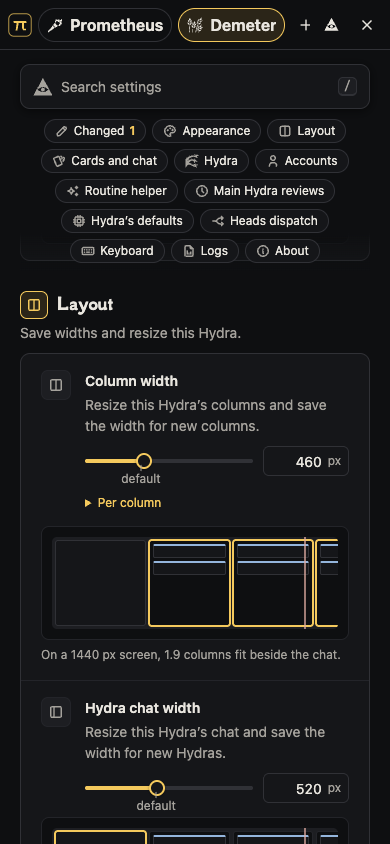 π Prometheus Demeter + ×
Search settings /
Changed 1 Appearance Layout
Cards and chat Hydra Accounts
Routine helper Main Hydra reviews
Hydra’s defaults Heads dispatch
Keyboard Logs About
Layout
Save widths and resize this Hydra.
Column width
Resize this Hydra’s columns and save
the width for new columns.
460 px
default
Per column
On a 1440 px screen, 1.9 columns fit beside the chat.
Hydra chat width
Resize this Hydra’s chat and save the
width for new Hydras.
520 px
default